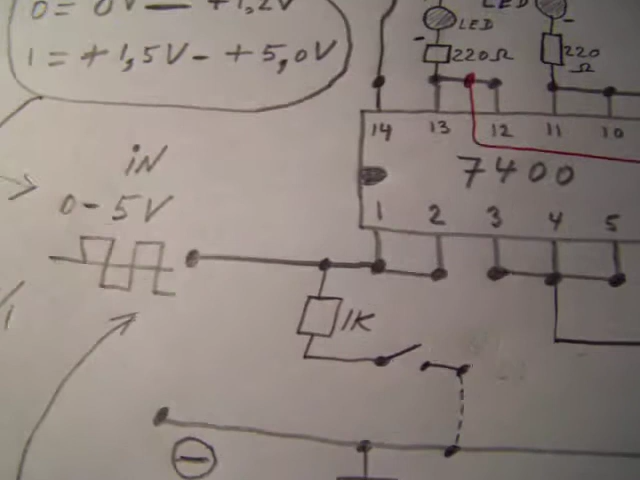 0= 0V — +1,2V
1= +1,5V - +5,0V
LED
LED
220Ω
220
Ω
14 13 12 11 10
7400
iN
0-5V
1 2 3 4 5
1K